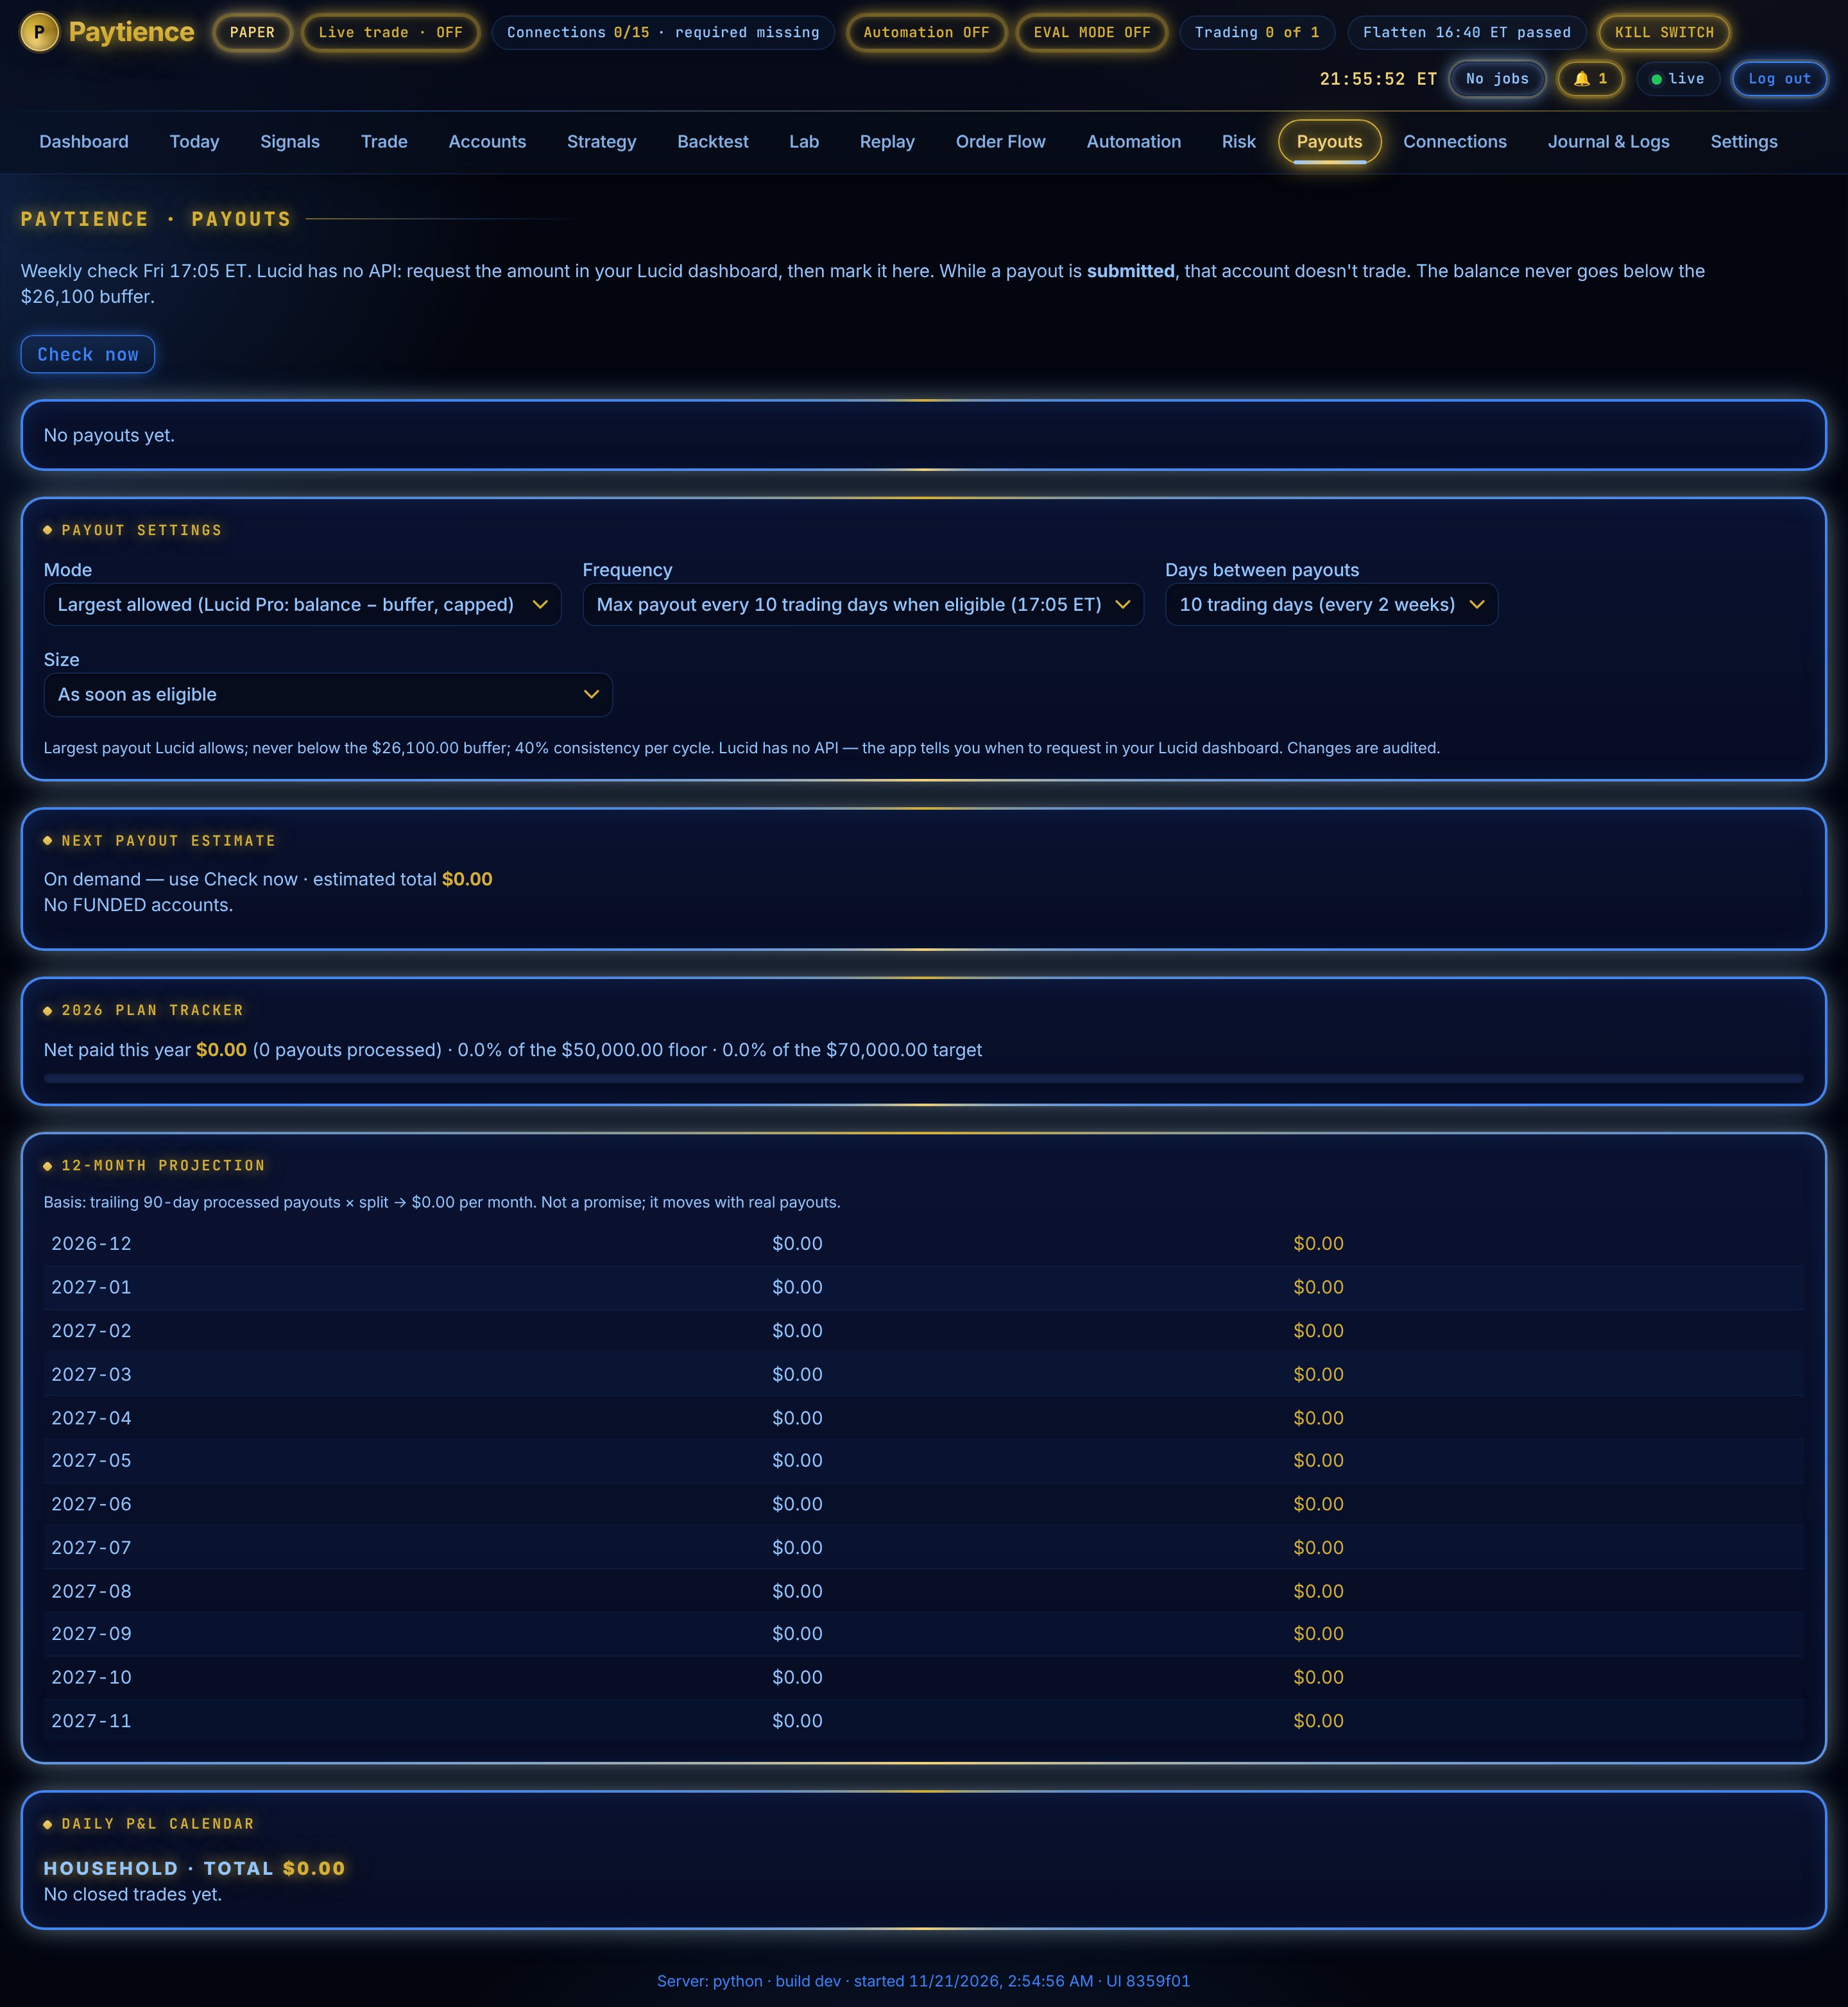 P Paytience PAPER Live trade · OFF Connections 0/15 · required missing Automation OFF EVAL MODE OFF Trading 0 of 1 Flatten 16:40 ET passed KILL SWITCH
21:55:52 ET No jobs 🔔 1 live Log out
Dashboard Today Signals Trade Accounts Strategy Backtest Lab Replay Order Flow Automation Risk Payouts Connections Journal & Logs Settings
PAYTIENCE · PAYOUTS
Weekly check Fri 17:05 ET. Lucid has no API: request the amount in your Lucid dashboard, then mark it here. While a payout is submitted, that account doesn't trade. The balance never goes below the
$26,100 buffer.
Check now
No payouts yet.
PAYOUT SETTINGS
Mode Frequency Days between payouts
Largest allowed (Lucid Pro: balance − buffer, capped) Max payout every 10 trading days when eligible (17:05 ET) 10 trading days (every 2 weeks)
Size
As soon as eligible
Largest payout Lucid allows; never below the $26,100.00 buffer; 40% consistency per cycle. Lucid has no API — the app tells you when to request in your Lucid dashboard. Changes are audited.
NEXT PAYOUT ESTIMATE
On demand — use Check now · estimated total $0.00
No FUNDED accounts.
2026 PLAN TRACKER
Net paid this year $0.00 (0 payouts processed) · 0.0% of the $50,000.00 floor · 0.0% of the $70,000.00 target
12-MONTH PROJECTION
Basis: trailing 90-day processed payouts × split → $0.00 per month. Not a promise; it moves with real payouts.
2026-12 $0.00 $0.00
2027-01 $0.00 $0.00
2027-02 $0.00 $0.00
2027-03 $0.00 $0.00
2027-04 $0.00 $0.00
2027-05 $0.00 $0.00
2027-06 $0.00 $0.00
2027-07 $0.00 $0.00
2027-08 $0.00 $0.00
2027-09 $0.00 $0.00
2027-10 $0.00 $0.00
2027-11 $0.00 $0.00
DAILY P&L CALENDAR
HOUSEHOLD · TOTAL $0.00
No closed trades yet.
Server: python · build dev · started 11/21/2026, 2:54:56 AM · UI 8359f01